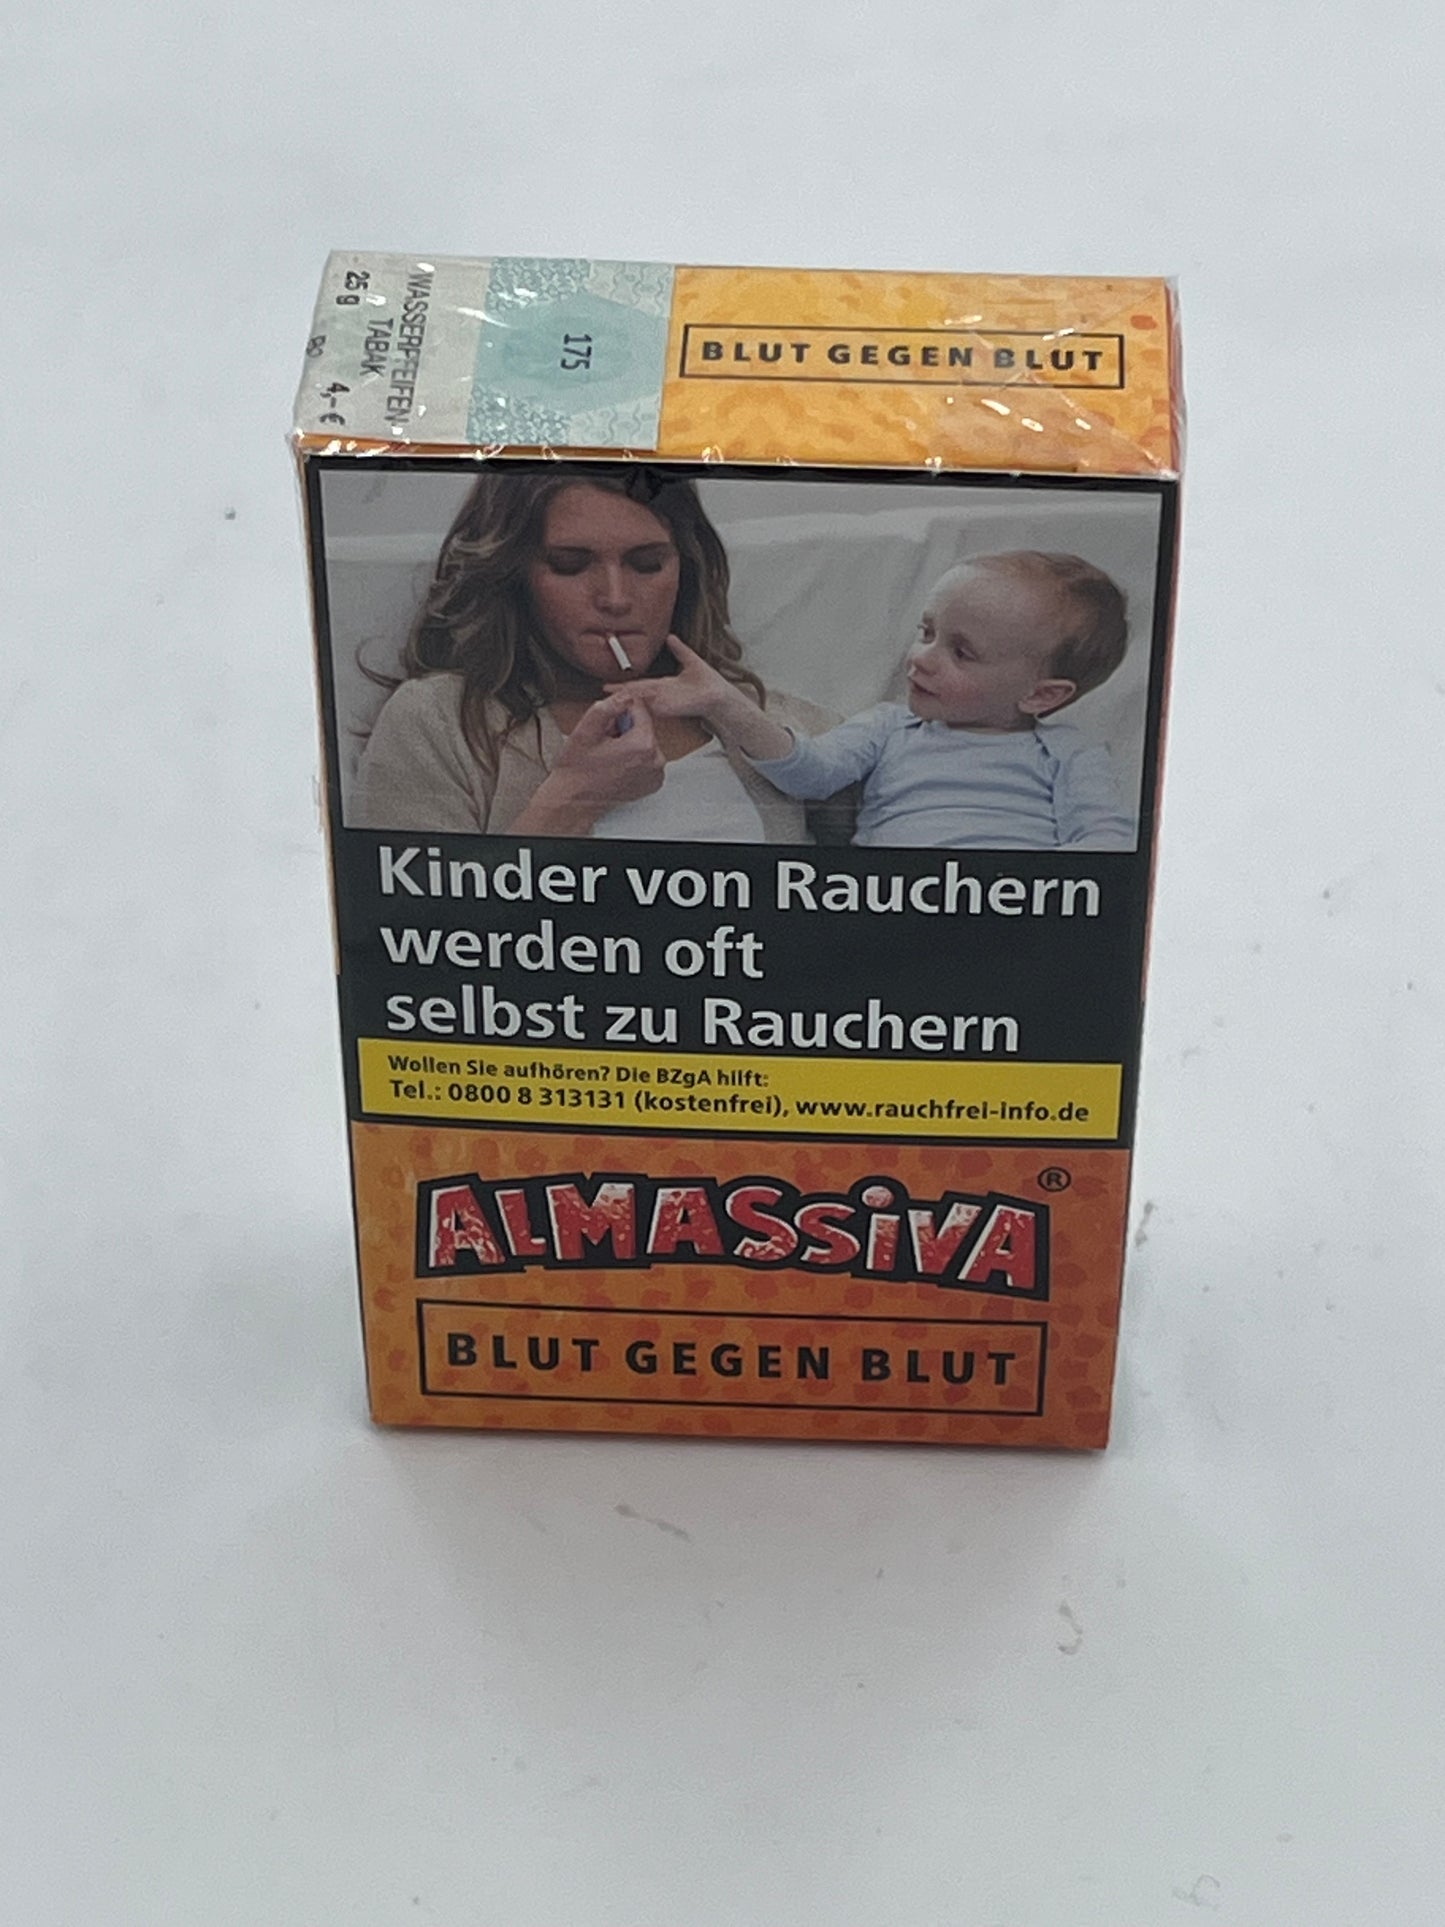 WASSERPFEIFEN-
TABAK
25 g
4,-€
175
BLUT GEGEN BLUT
Kinder von Rauchern
werden oft
selbst zu Rauchern
Wollen Sie aufhören? Die BZgA hilft:
Tel.: 0800 8 313131 (kostenfrei), www.rauchfrei-info.de
ALMASSiVA®
BLUT GEGEN BLUT